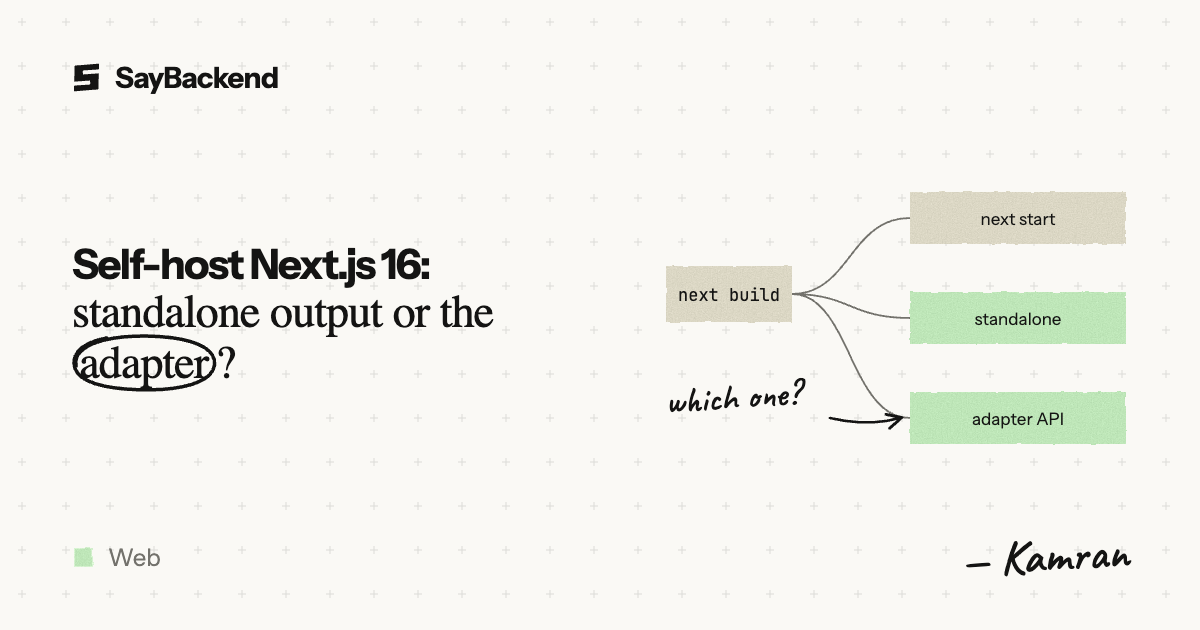 SayBackend
Self-host Next.js 16:
standalone output or the
adapter?
next build
next start
standalone
adapter API
which one?
Web
– Kamran